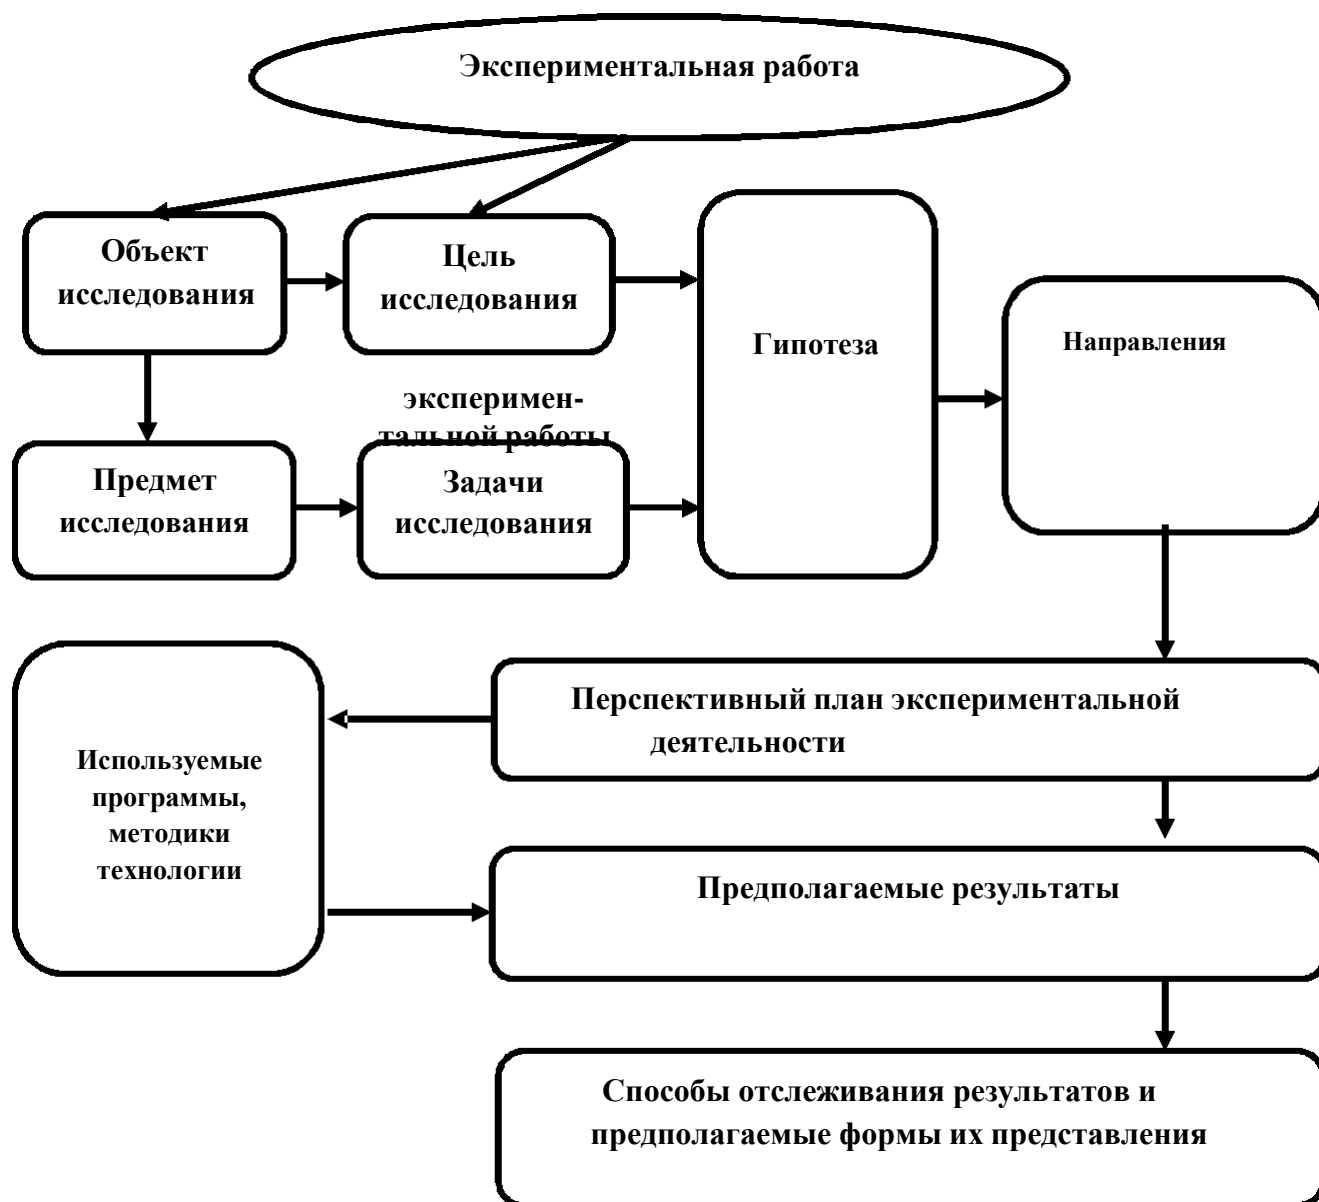 Экспериментальная работа
Объект
исследования
Цель
исследования
Гипотеза
Направления
эксперимен-
тальной работы
Предмет
исследования
Задачи
исследования
Перспективный план экспериментальной
деятельности
Используемые
программы,
методики
технологии
Предполагаемые результаты
Способы отслеживания результатов и
предполагаемые формы их представления